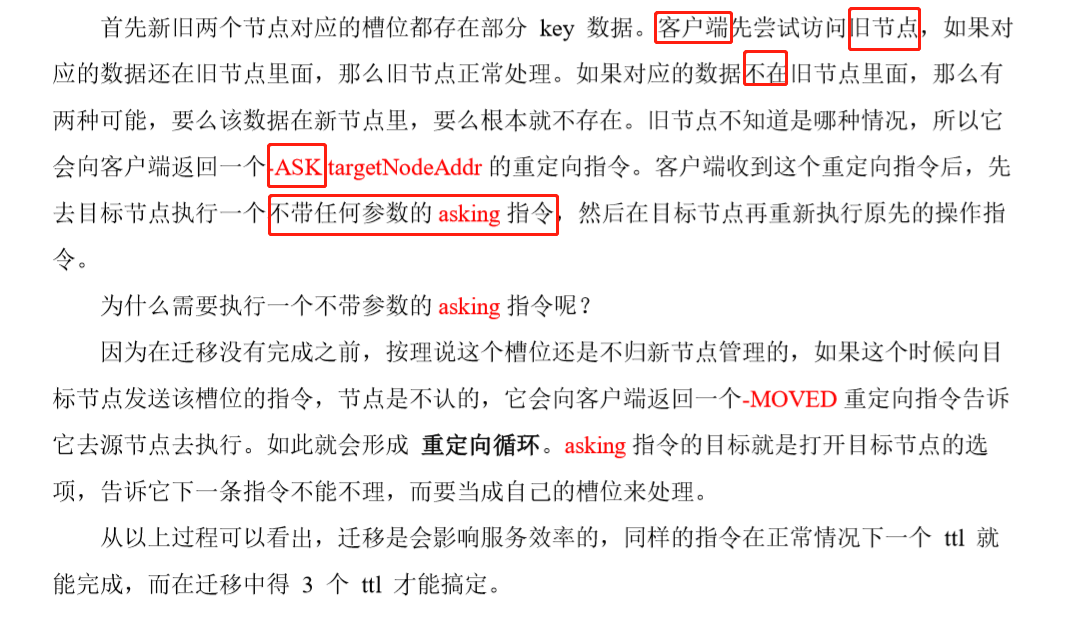 首先新旧两个节点对应的槽位都存在部分 key 数据。客户端先尝试访问旧节点，如果对
应的数据还在旧节点里面，那么旧节点正常处理。如果对应的数据不在旧节点里面，那么有
两种可能，要么该数据在新节点里，要么根本就不存在。旧节点不知道是哪种情况，所以它
会向客户端返回一个-ASK targetNodeAddr 的重定向指令。客户端收到这个重定向指令后，先
去目标节点执行一个不带任何参数的 asking 指令，然后在目标节点再重新执行原先的操作指
令。
为什么需要执行一个不带参数的 asking 指令呢？
因为在迁移没有完成之前，按理说这个槽位还是不归新节点管理的，如果这个时候向目
标节点发送该槽位的指令，节点是不认的，它会向客户端返回一个-MOVED 重定向指令告诉
它去源节点去执行。如此就会形成 重定向循环。asking 指令的目标就是打开目标节点的选
项，告诉它下一条指令不能不理，而要当成自己的槽位来处理。
从以上过程可以看出，迁移是会影响服务效率的，同样的指令在正常情况下一个 ttl 就
能完成，而在迁移中得 3 个 ttl 才能搞定。